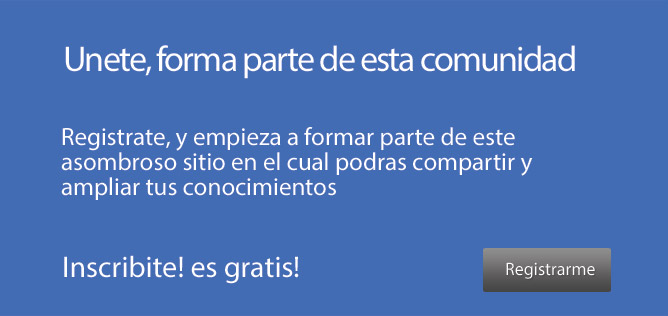 Unete, forma parte de esta comunidad
Registrate, y empieza a formar parte de este
asombroso sitio en el cual podras compartir y
ampliar tus conocimientos
Inscribite! es gratis!
Registrarme